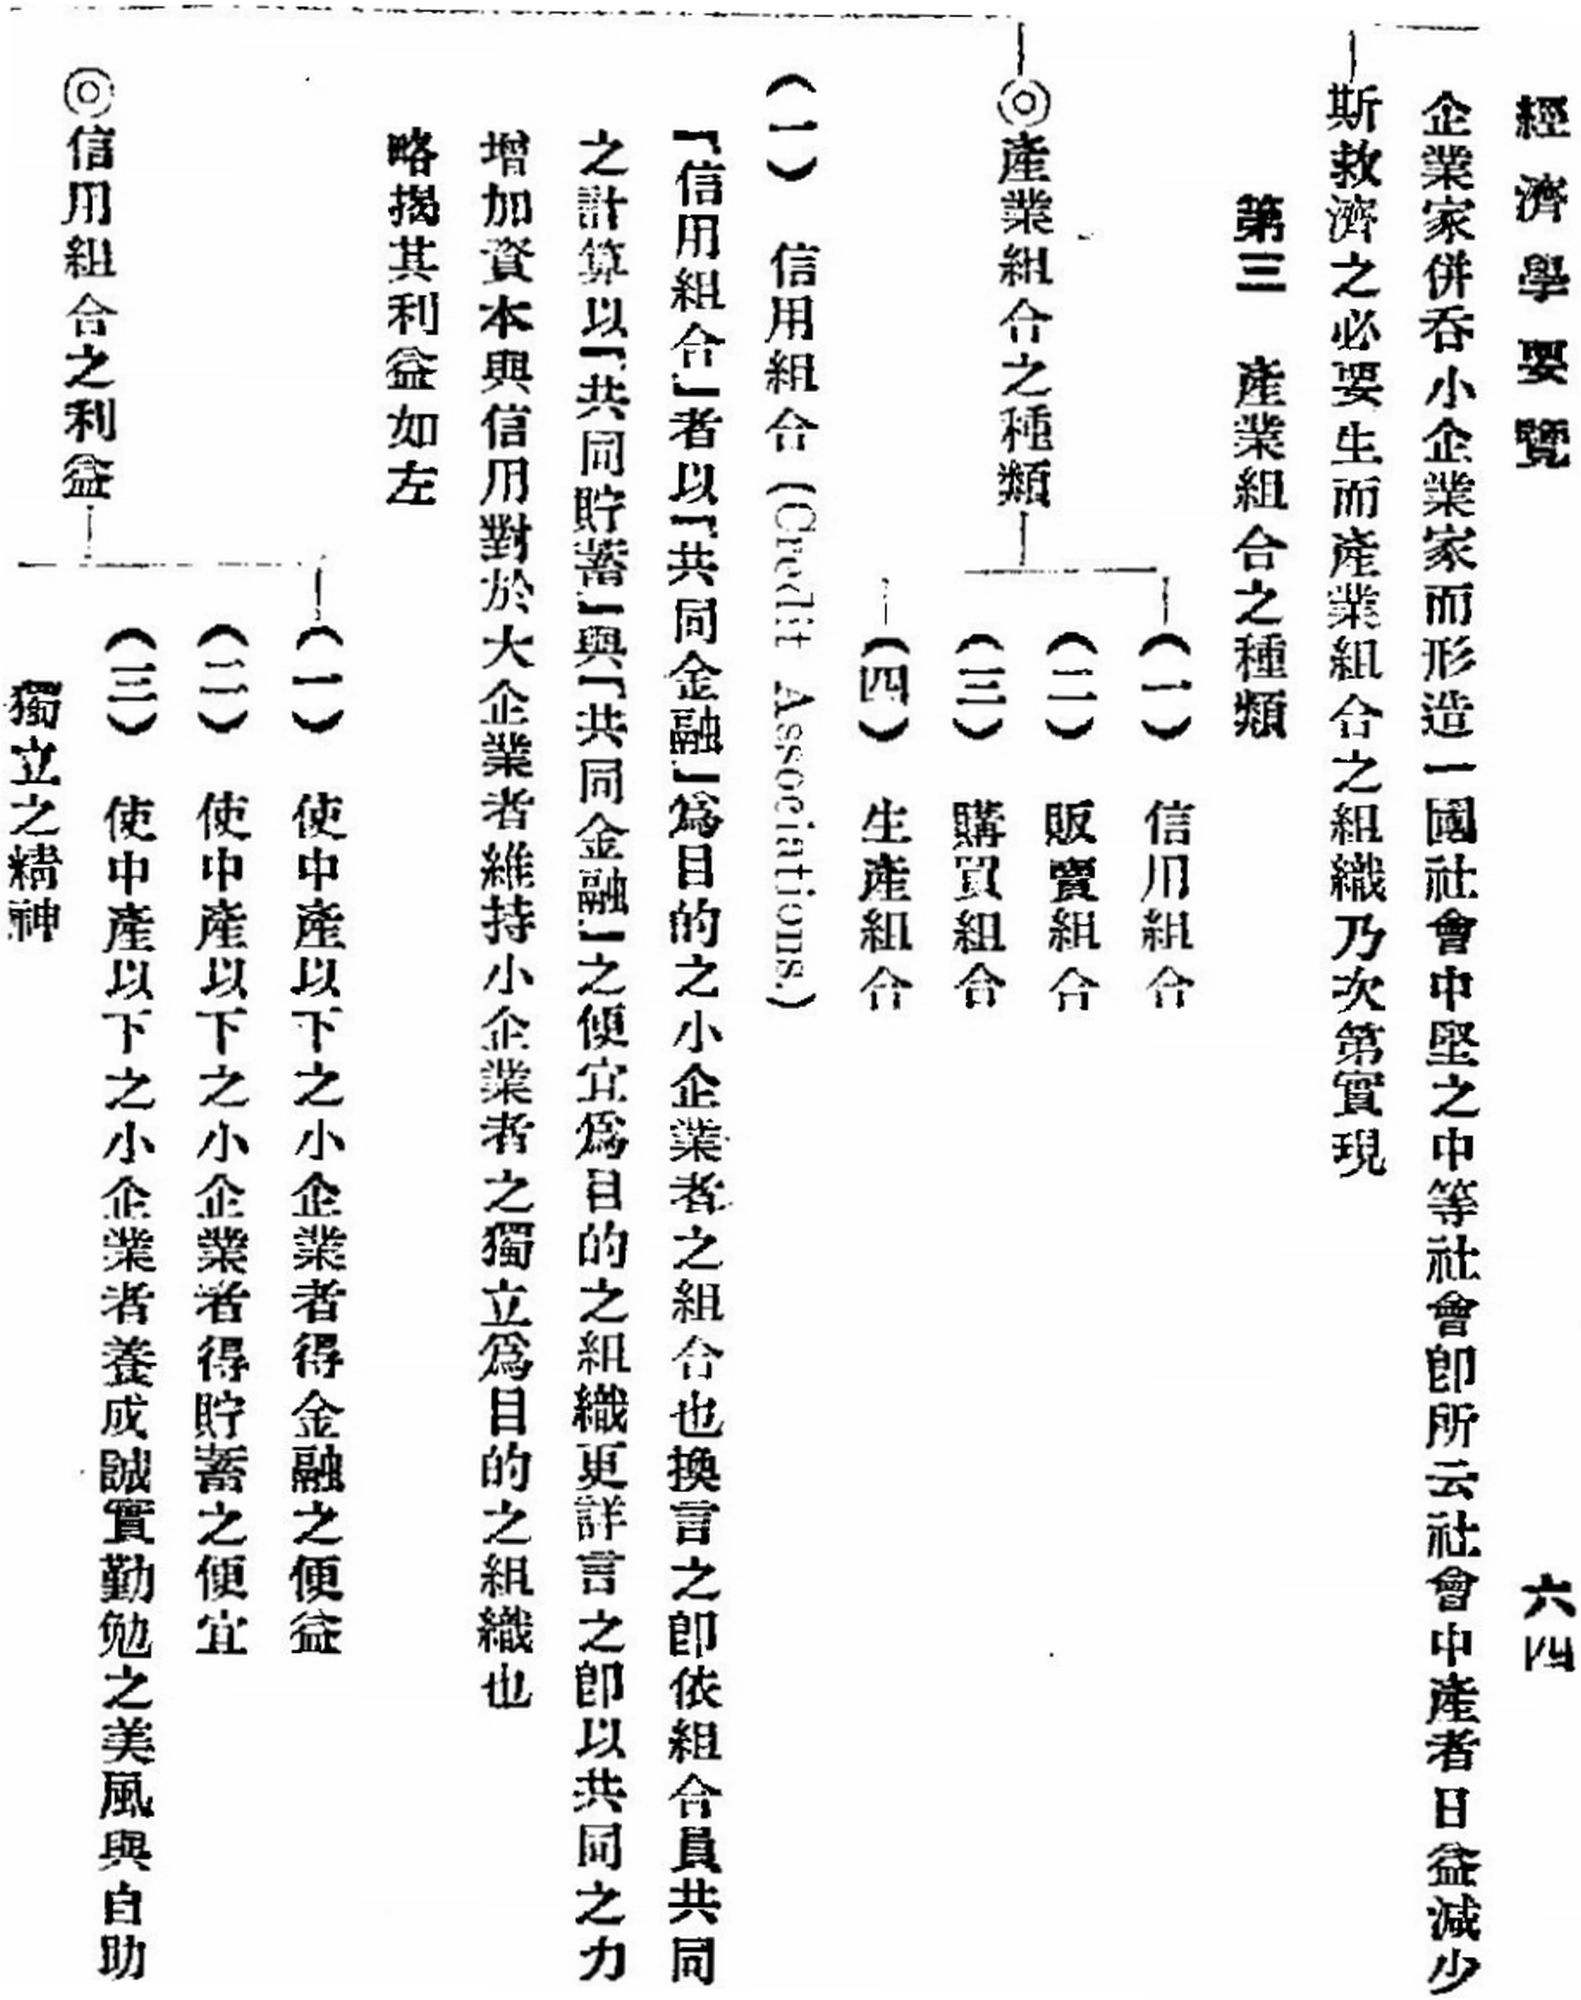 經濟學要覽
六四
企業家併吞小企業家而形造一國社會中堅之中等社會卽所云社會中產者日益減少
斯救濟之必要生而產業組合之組織乃次第實現
第三 產業組合之種類
◎產業組合之種類
(一) 信用組合
(二) 販賣組合
(三) 購買組合
(四) 生產組合
(一) 信用組合 (Credit Associations.)
『信用組合』者以『共同金融』爲目的之小企業者之組合也換言之卽依組合員共同
之計算以『共同貯蓄』與『共同金融』之便宜爲目的之組織更詳言之卽以共同之力
增加資本與信用對於大企業者維持小企業者之獨立爲目的之組織也
略揭其利益如左
◎信用組合之利益
(一) 使中產以下之小企業者得金融之便益
(二) 使中產以下之小企業者得貯蓄之便宜
(三) 使中產以下之小企業者養成誠實勤勉之美風與自助
獨立之精神